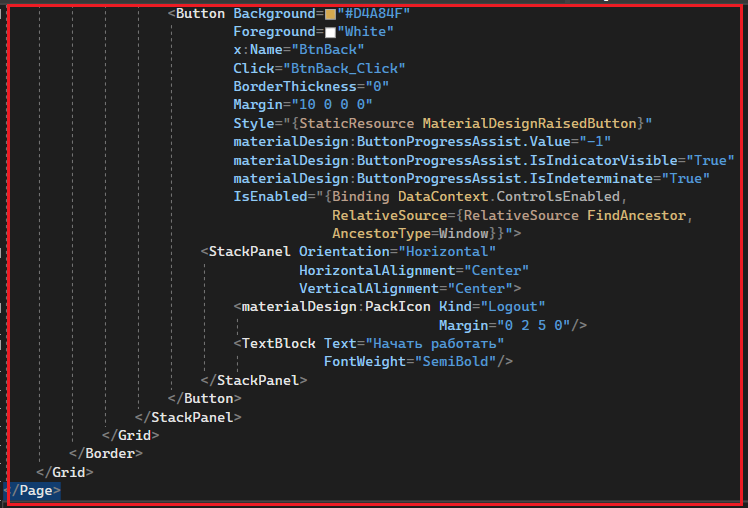 <Button Background="#D4A84F"
Foreground="White"
x:Name="BtnBack"
Click="BtnBack_Click"
BorderThickness="0"
Margin="10 0 0 0"
Style="{StaticResource MaterialDesignRaisedButton}"
materialDesign:ButtonProgressAssist.Value="-1"
materialDesign:ButtonProgressAssist.IsIndicatorVisible="True"
materialDesign:ButtonProgressAssist.IsIndeterminate="True"
IsEnabled="{Binding DataContext.ControlsEnabled,
RelativeSource={RelativeSource FindAncestor,
AncestorType=Window}}">
<StackPanel Orientation="Horizontal"
HorizontalAlignment="Center"
VerticalAlignment="Center">
<materialDesign:PackIcon Kind="Logout"
Margin="0 2 5 0"/>
<TextBlock Text="Начать работать"
FontWeight="SemiBold"/>
</StackPanel>
</Button>
</StackPanel>
</Grid>
</Border>
</Grid>
</Page>